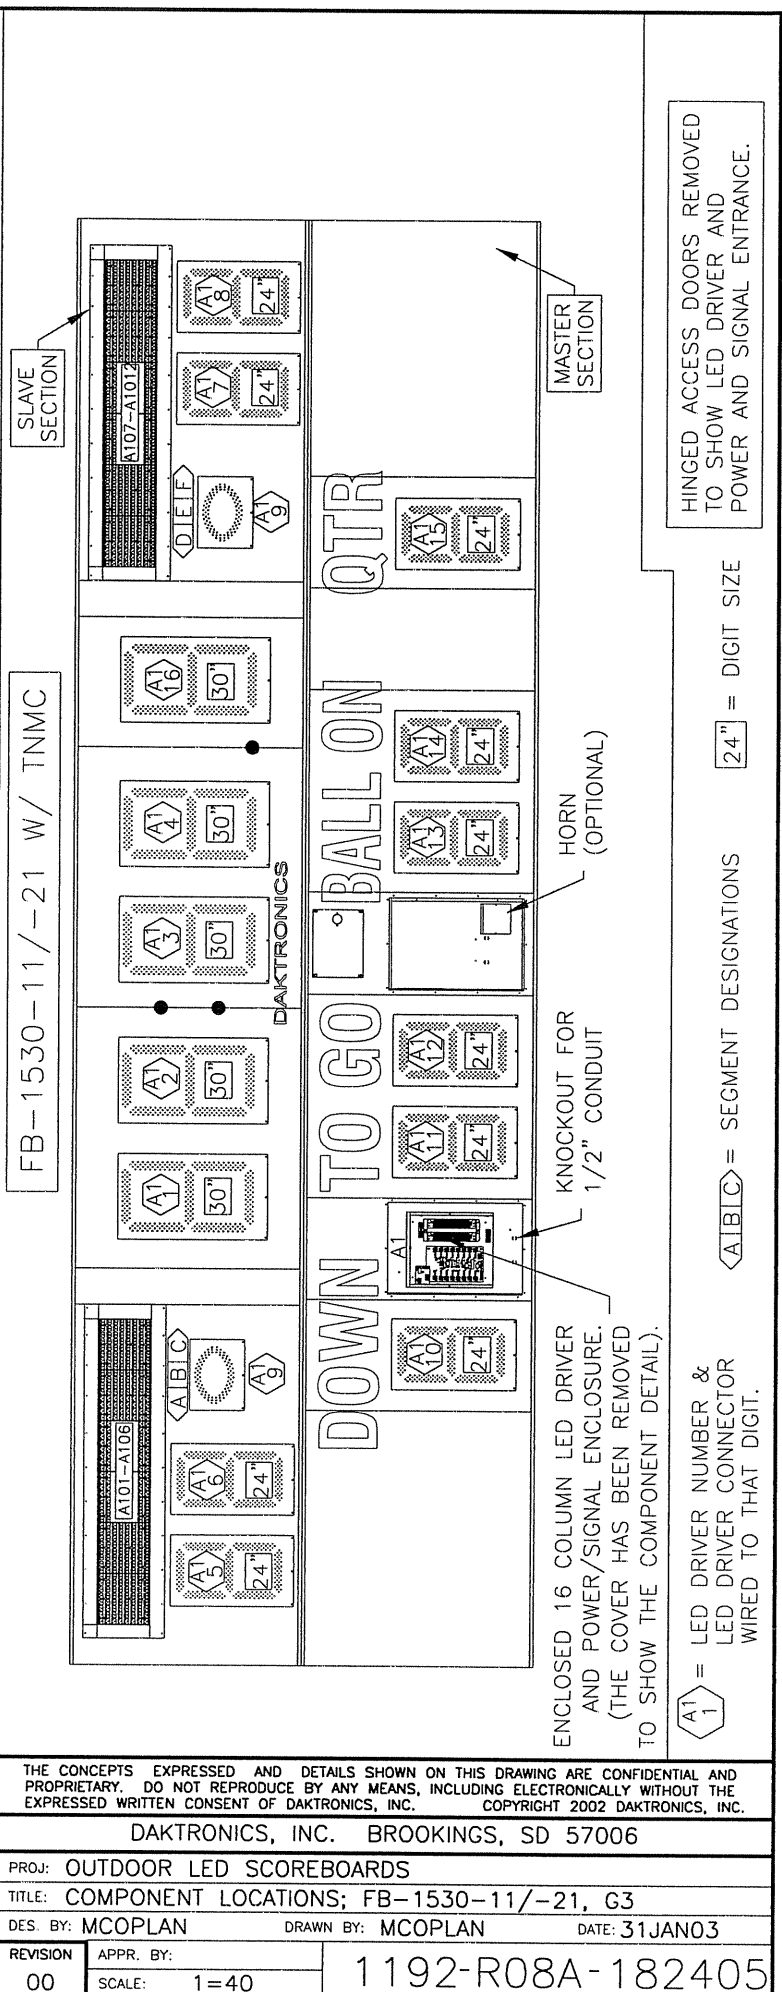 FB-1530-11/-21 W/ TNMC
SLAVE
SECTION
A101-A106
A1
5
24"
A1
6
24"
A B C
A1
9
A1
1
30"
A1
2
30"
A1
3
30"
A1
4
30"
A1
16
30"
DAKTRONICS
D E F
A1
9
A107-A1012
A1
7
24"
A1
8
24"
DOWN
A1
10
24"
A1
TO GO
A1
11
24"
A1
12
24"
BALL ON
A1
13
24"
A1
14
24"
QTR
A1
15
24"
MASTER
SECTION
ENCLOSED 16 COLUMN LED DRIVER
AND POWER/SIGNAL ENCLOSURE.
(THE COVER HAS BEEN REMOVED
TO SHOW THE COMPONENT DETAIL).
KNOCKOUT FOR
1/2" CONDUIT
HORN
(OPTIONAL)
A1
1
= LED DRIVER NUMBER &
LED DRIVER CONNECTOR
WIRED TO THAT DIGIT.
A B C = SEGMENT DESIGNATIONS
24" = DIGIT SIZE
HINGED ACCESS DOORS REMOVED
TO SHOW LED DRIVER AND
POWER AND SIGNAL ENTRANCE.
THE CONCEPTS EXPRESSED AND DETAILS SHOWN ON THIS DRAWING ARE CONFIDENTIAL AND
PROPRIETARY. DO NOT REPRODUCE BY ANY MEANS, INCLUDING ELECTRONICALLY WITHOUT THE
EXPRESSED WRITTEN CONSENT OF DAKTRONICS, INC. COPYRIGHT 2002 DAKTRONICS, INC.
DAKTRONICS, INC. BROOKINGS, SD 57006
PROJ: OUTDOOR LED SCOREBOARDS
TITLE: COMPONENT LOCATIONS; FB-1530-11/-21, G3
DES. BY: MCOPLAN DRAWN BY: MCOPLAN DATE: 31JAN03
REVISION
00
APPR. BY:
SCALE: 1=40
1192-R08A-182405